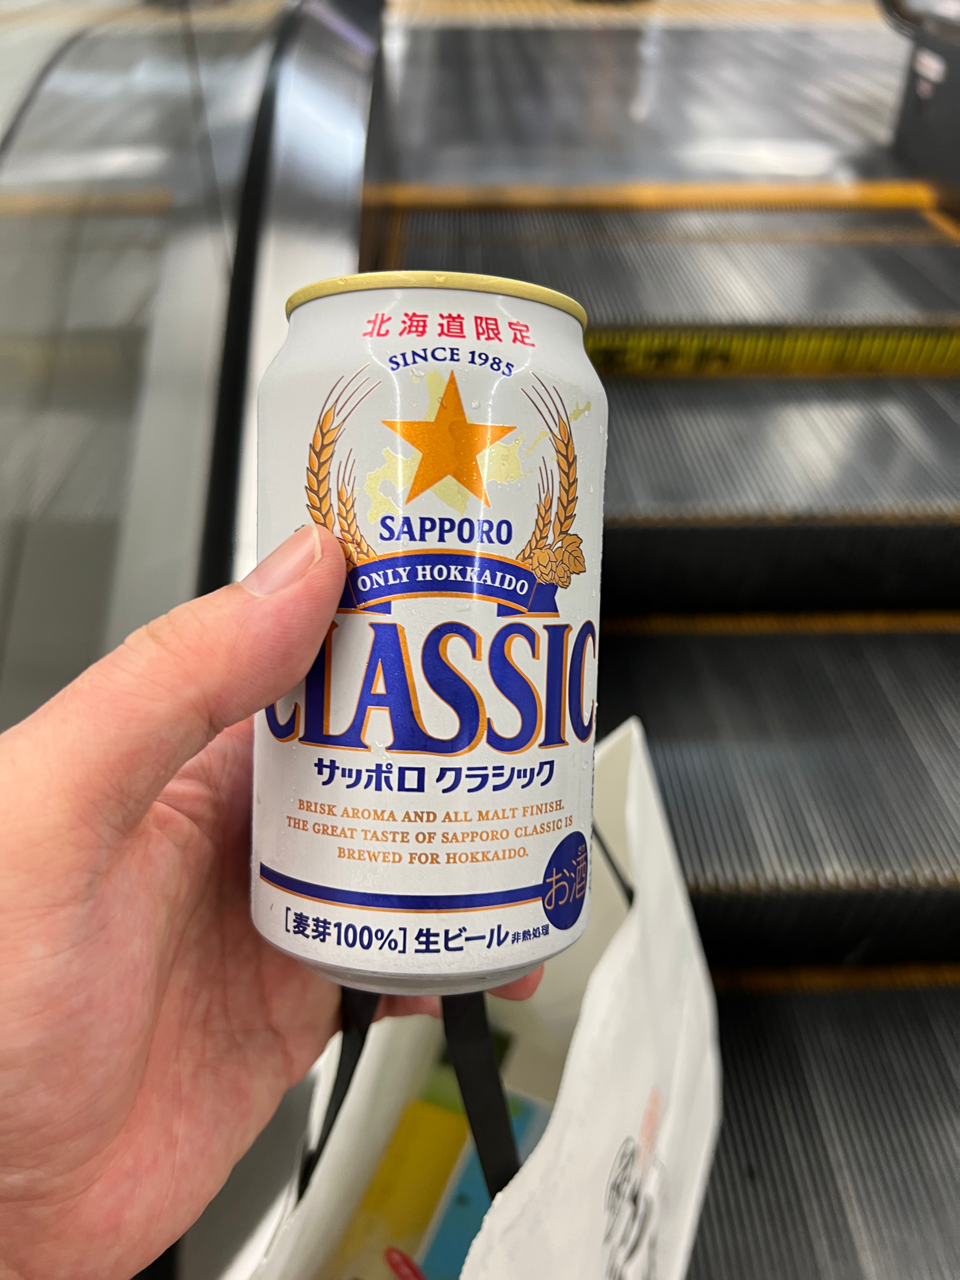 北海道限定
SINCE 1985
SAPPORO
ONLY HOKKAIDO
CLASSIC
サッポロ クラシック
BRISK AROMA AND ALL MALT FINISH.
THE GREAT TASTE OF SAPPORO CLASSIC IS
BREWED FOR HOKKAIDO.
お酒
[麦芽100%] 生ビール 非熱処理